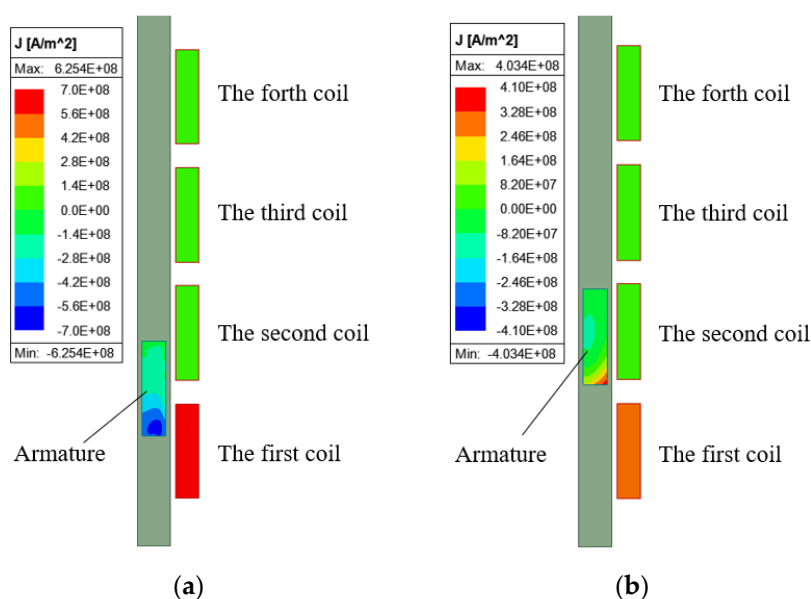 J [A/m^2]
Max: 6.254E+08
7.0E+08
5.6E+08
4.2E+08
2.8E+08
1.4E+08
0.0E+00
-1.4E+08
-2.8E+08
-4.2E+08
-5.6E+08
-7.0E+08
Min: -6.254E+08
The forth coil
The third coil
The second coil
The first coil
Armature
(a)
J [A/m^2]
Max: 4.034E+08
4.10E+08
3.28E+08
2.46E+08
1.64E+08
8.20E+07
0.00E+00
-8.20E+07
-1.64E+08
-2.46E+08
-3.28E+08
-4.10E+08
Min: -4.034E+08
The forth coil
The third coil
The second coil
The first coil
Armature
(b)